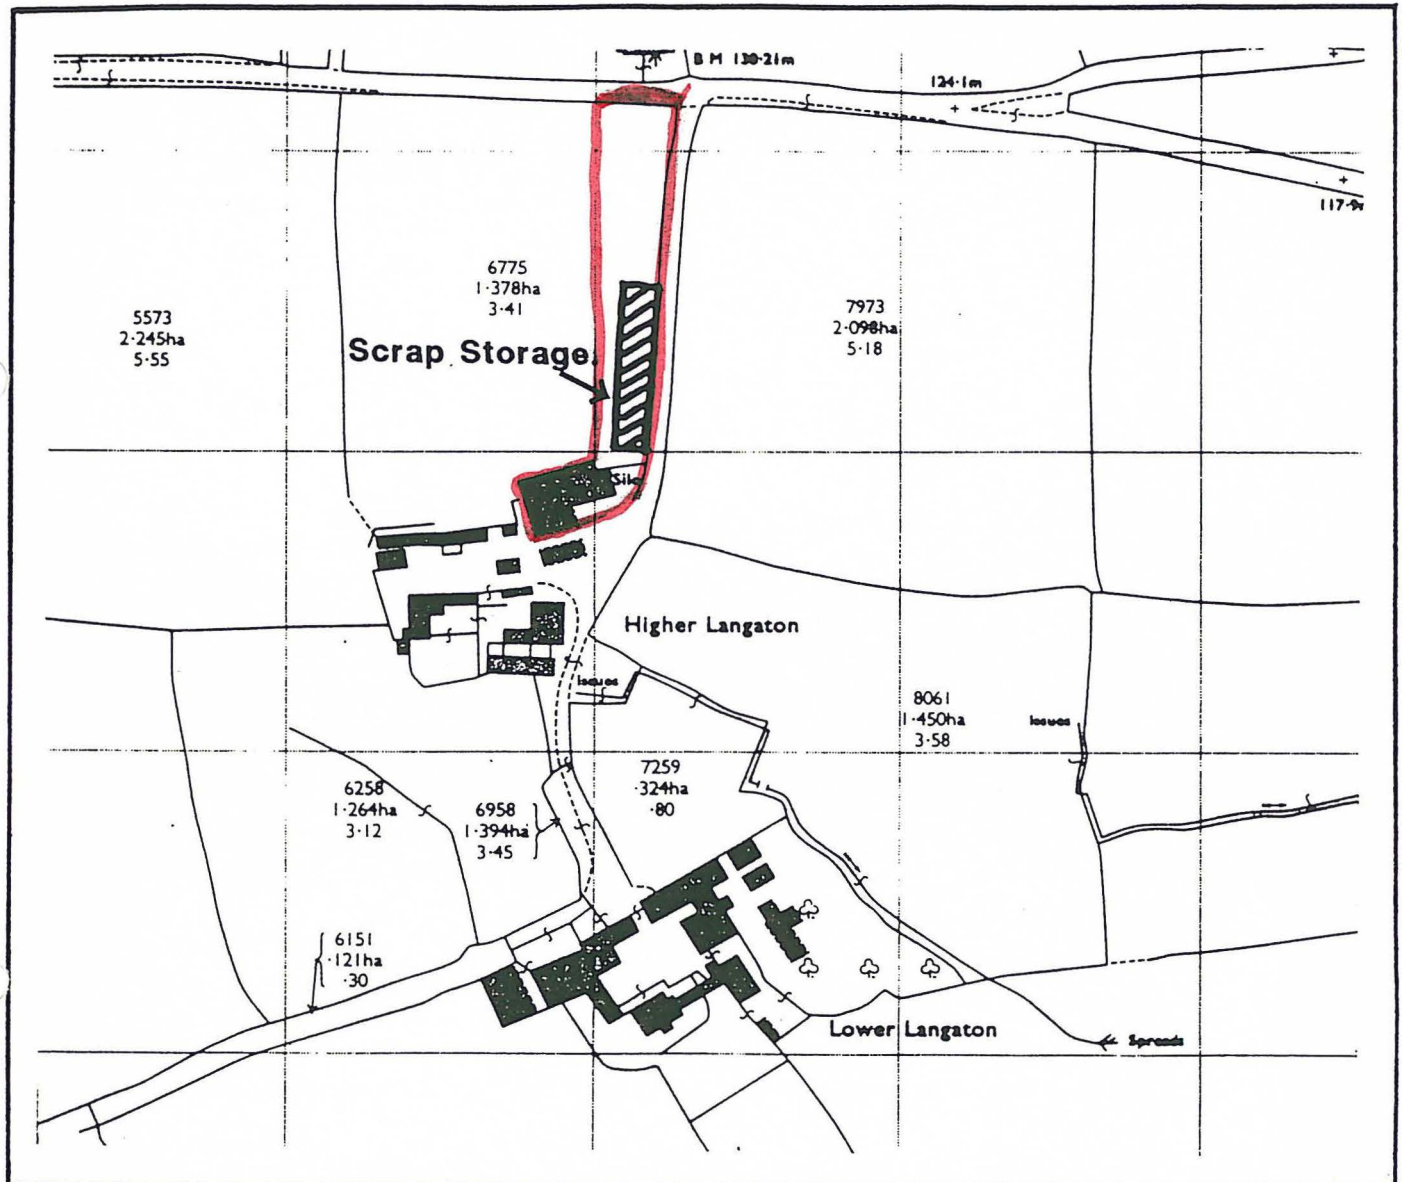 B M 130·21m
124·1m
117·9
6775
1·378ha
3·41
5573
2·245ha
5·55
7973
2·098ha
5·18
Scrap Storage
Silo
Higher Langaton
Issues
8061
1·450ha
3·58
Issues
7259
·324ha
·80
6258
1·264ha
3·12
6958
1·394ha
3·45
6151
·121ha
·30
Lower Langaton
Spreads